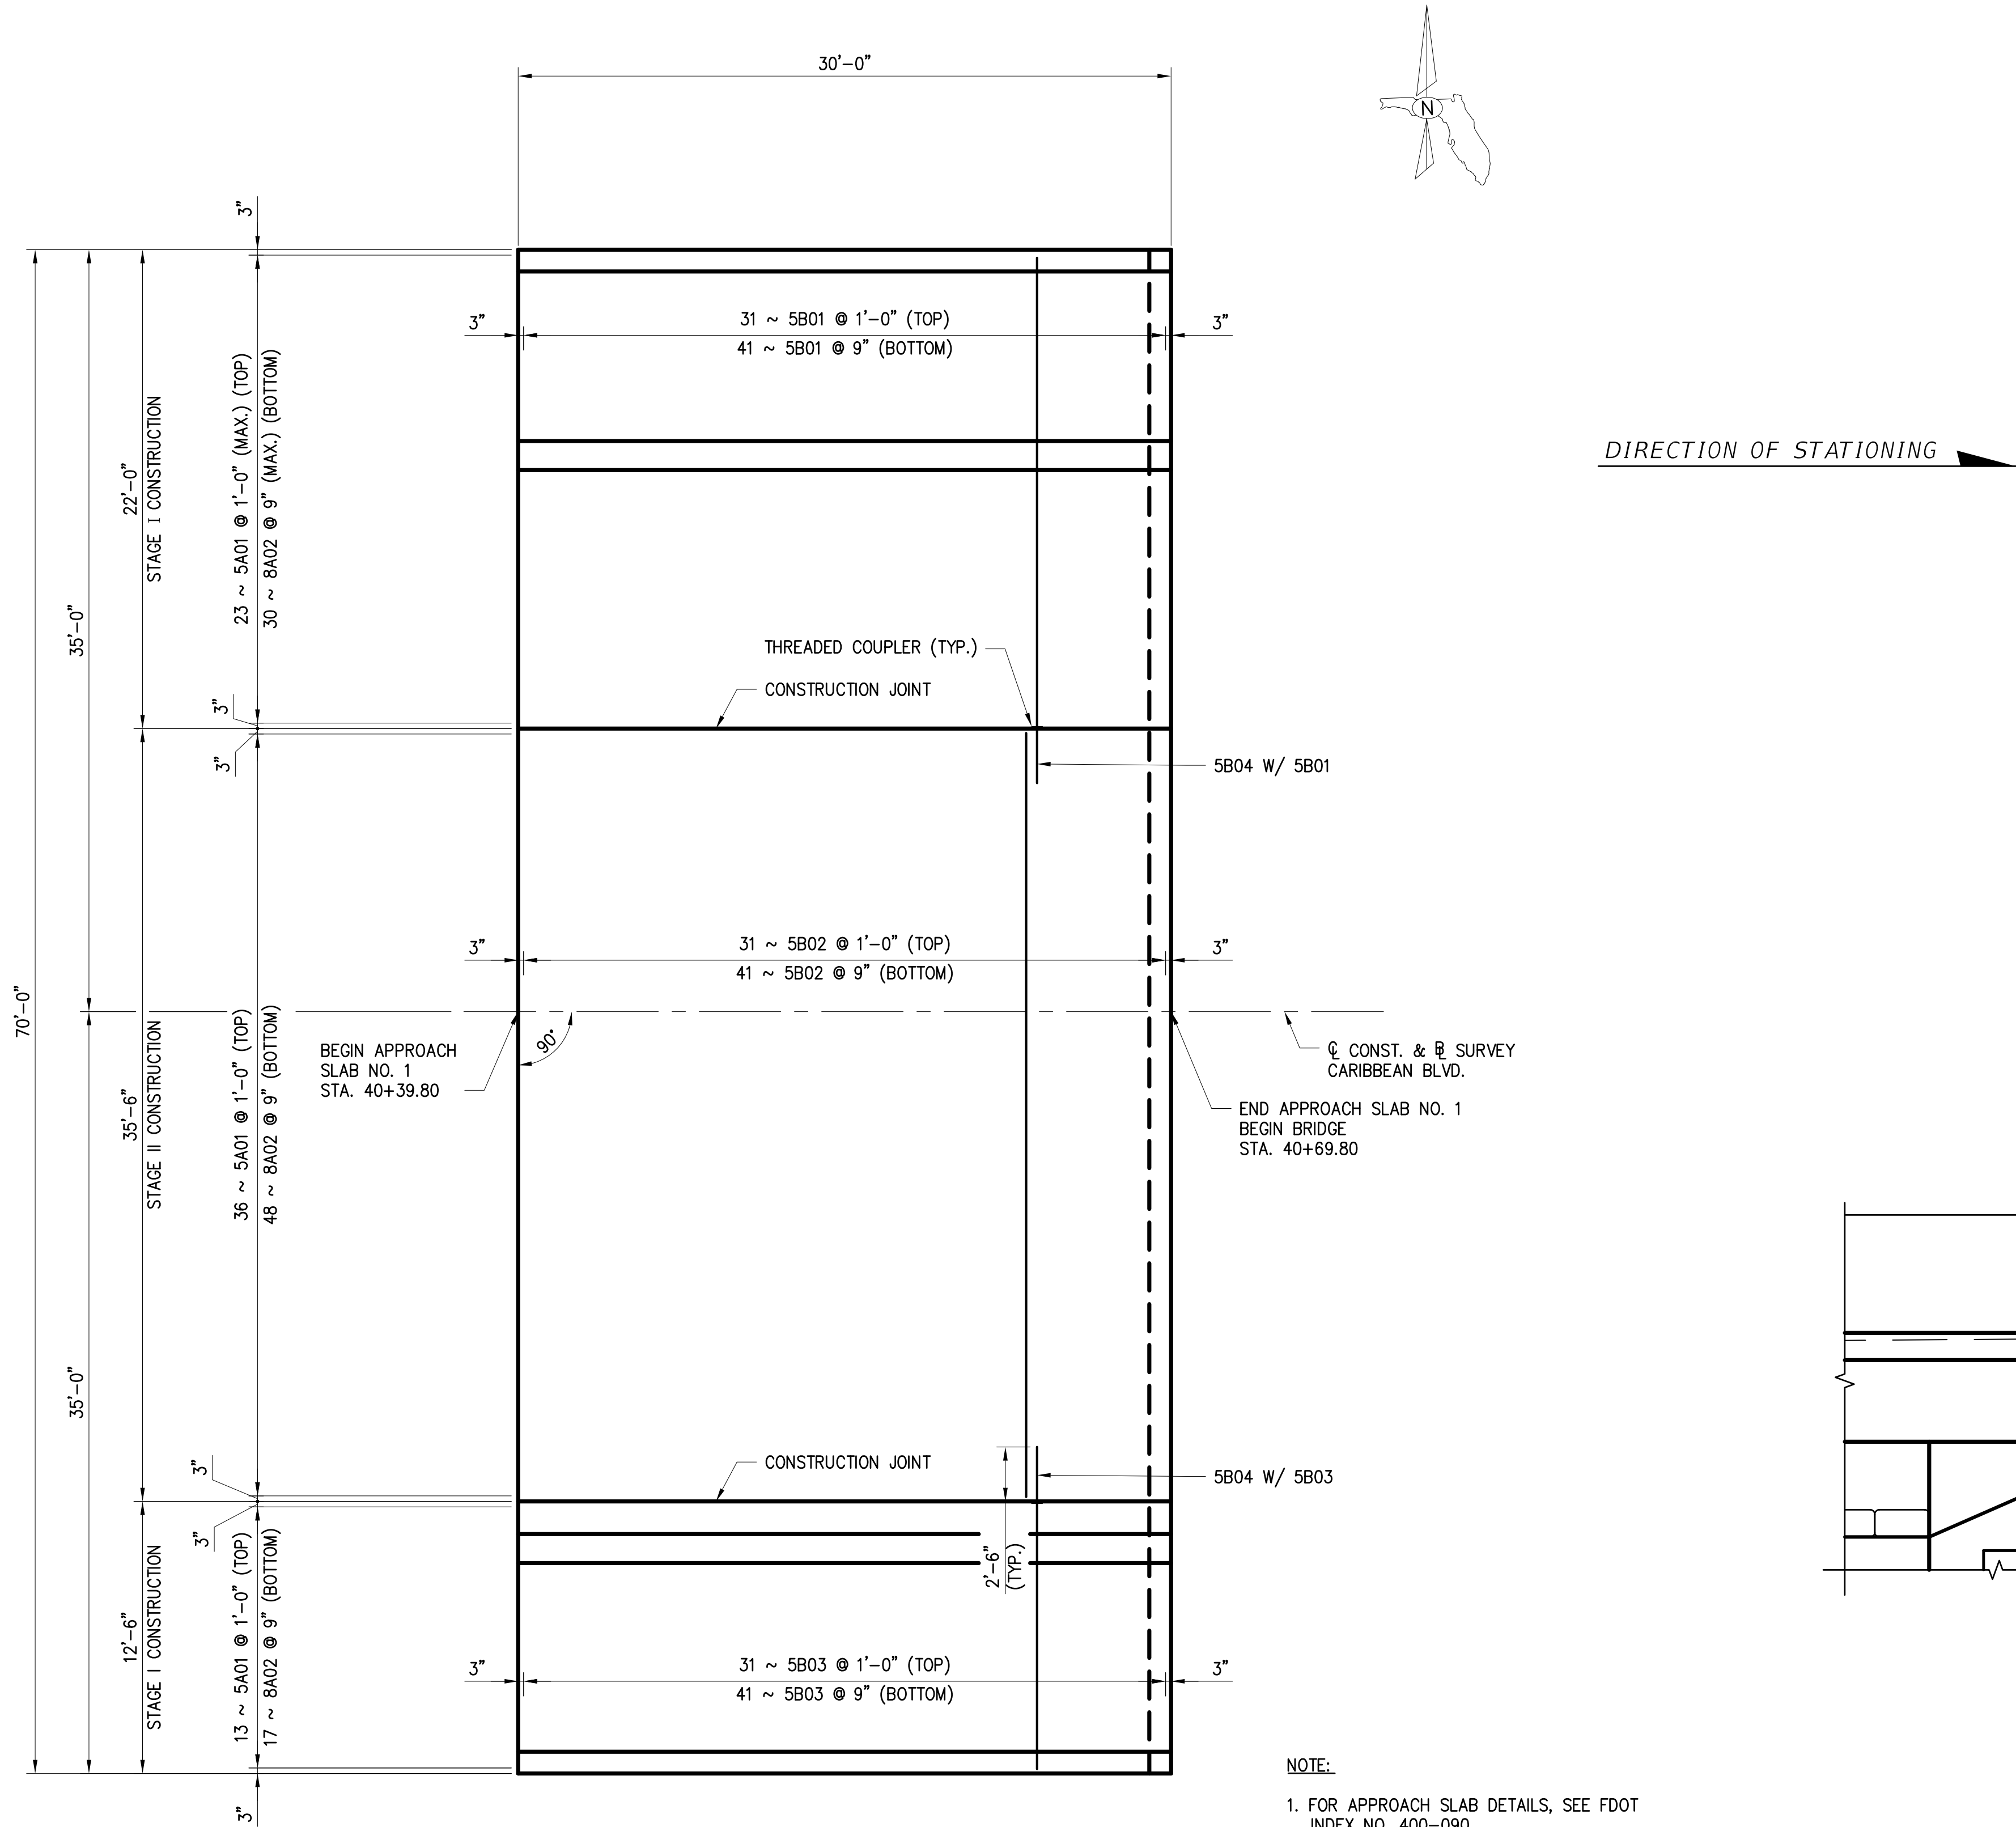 30'-0"
N
3"
DIRECTION OF STATIONING
31 ~ 5B01 @ 1'-0" (TOP)
3"
3"
41 ~ 5B01 @ 9" (BOTTOM)
22'-0"
STAGE I CONSTRUCTION
23 ~ 5A01 @ 1'-0" (MAX.) (TOP)
30 ~ 8A02 @ 9" (MAX.) (BOTTOM)
35'-0"
THREADED COUPLER (TYP.)
CONSTRUCTION JOINT
3"
3"
5B04 W/ 5B01
31 ~ 5B02 @ 1'-0" (TOP)
3"
3"
41 ~ 5B02 @ 9" (BOTTOM)
70'-0"
35'-6"
STAGE II CONSTRUCTION
36 ~ 5A01 @ 1'-0" (TOP)
48 ~ 8A02 @ 9" (BOTTOM)
BEGIN APPROACH
SLAB NO. 1
STA. 40+39.80
90°
℄ CONST. & BL SURVEY
CARIBBEAN BLVD.
END APPROACH SLAB NO. 1
BEGIN BRIDGE
STA. 40+69.80
35'-0"
CONSTRUCTION JOINT
3"
3"
5B04 W/ 5B03
2'-6"
(TYP.)
12'-6"
STAGE I CONSTRUCTION
13 ~ 5A01 @ 1'-0" (TOP)
17 ~ 8A02 @ 9" (BOTTOM)
31 ~ 5B03 @ 1'-0" (TOP)
3"
3"
41 ~ 5B03 @ 9" (BOTTOM)
3"
NOTE:
1. FOR APPROACH SLAB DETAILS, SEE FDOT
INDEX NO. 400-090